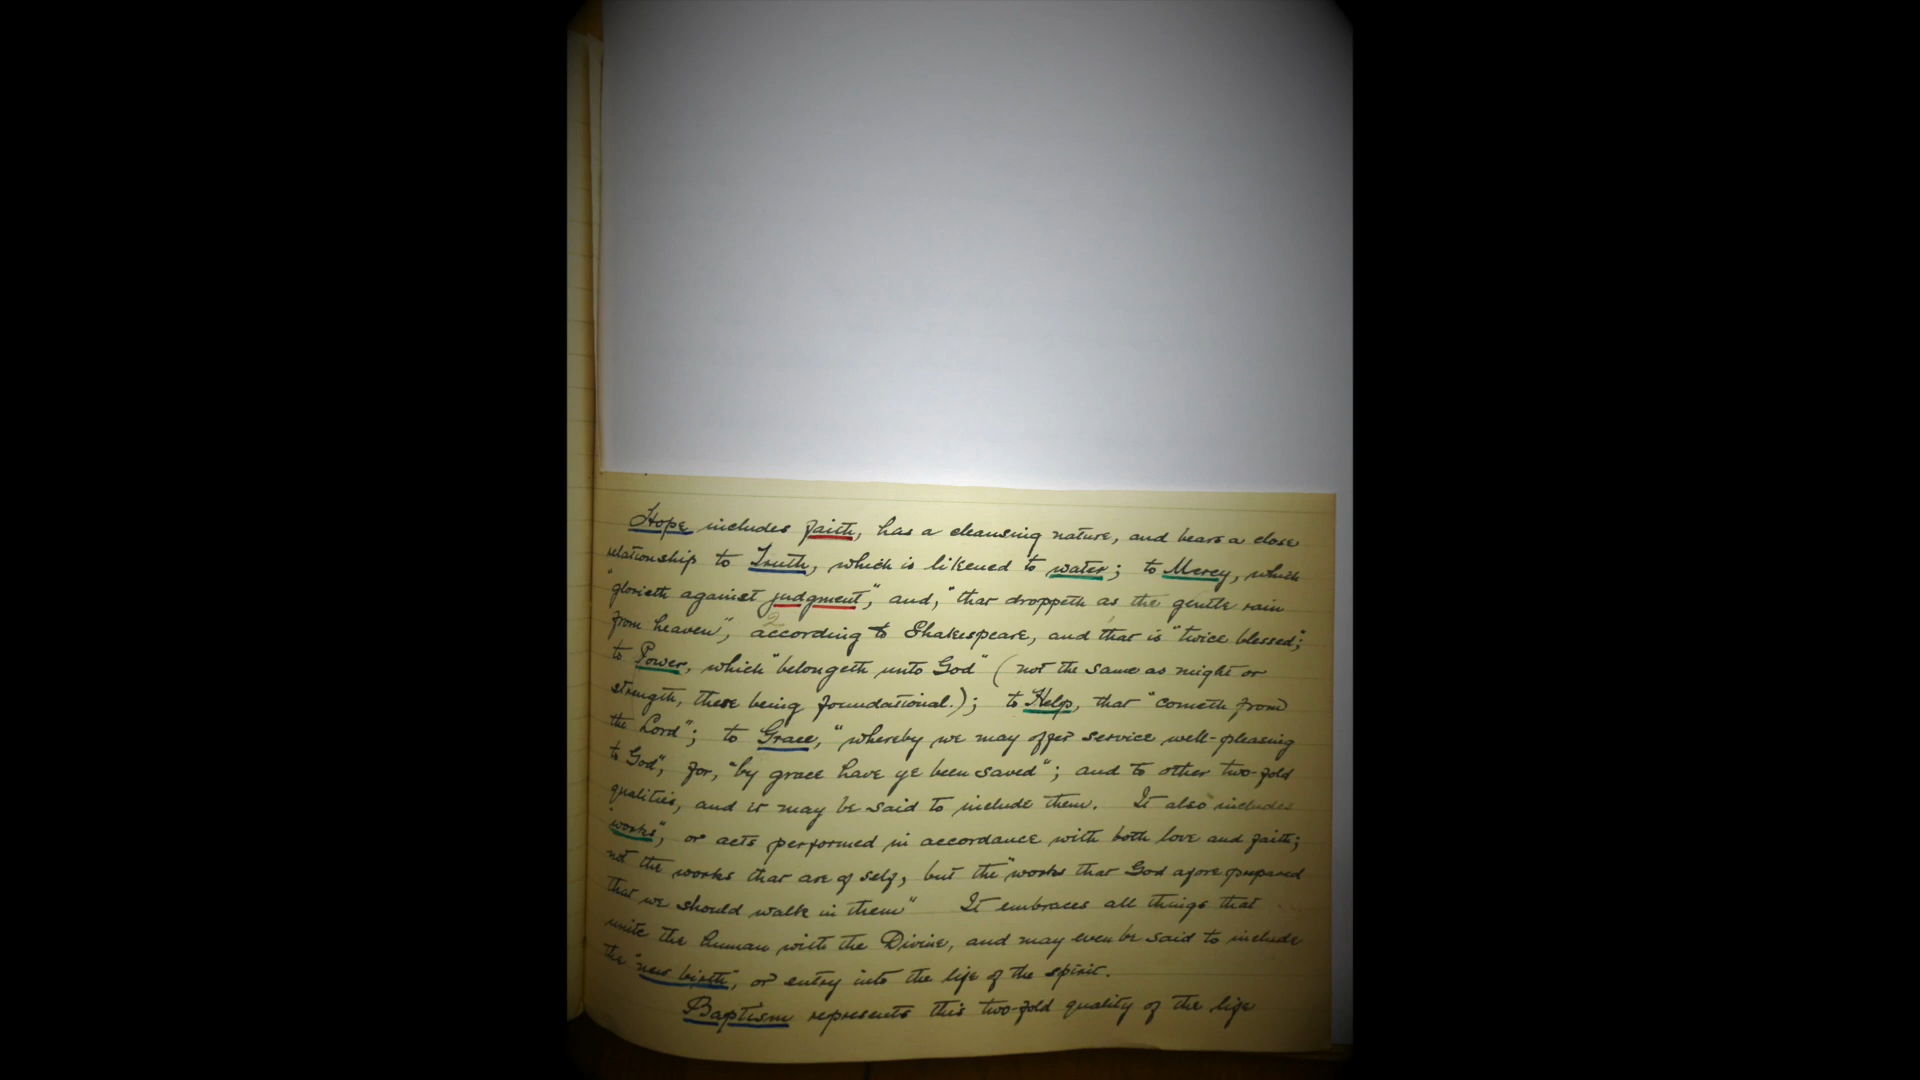 Hope includes faith, has a cleansing nature, and bears a close
relationship to Truth, which is likened to water; to Mercy, which
"glorieth against judgment", and, "that droppeth as the gentle rain
from heaven", according to Shakespeare, and that is "twice blessed";
to Power, which "belongeth unto God" (not the same as might or
strength, these being foundational.); to Help, that "cometh from
the Lord"; to Grace, "whereby we may offer service well-pleasing
to God", for, "by grace have ye been saved"; and to other two-fold
qualities, and it may be said to include them. It also includes
"works", or acts performed in accordance with both love and faith;
not the works that are of self, but the "works that God afore prepared
that we should walk in them" It embraces all things that
unite the human with the Divine, and may even be said to include
the "new birth", or entry into the life of the spirit.
Baptism represents this two-fold quality of the life